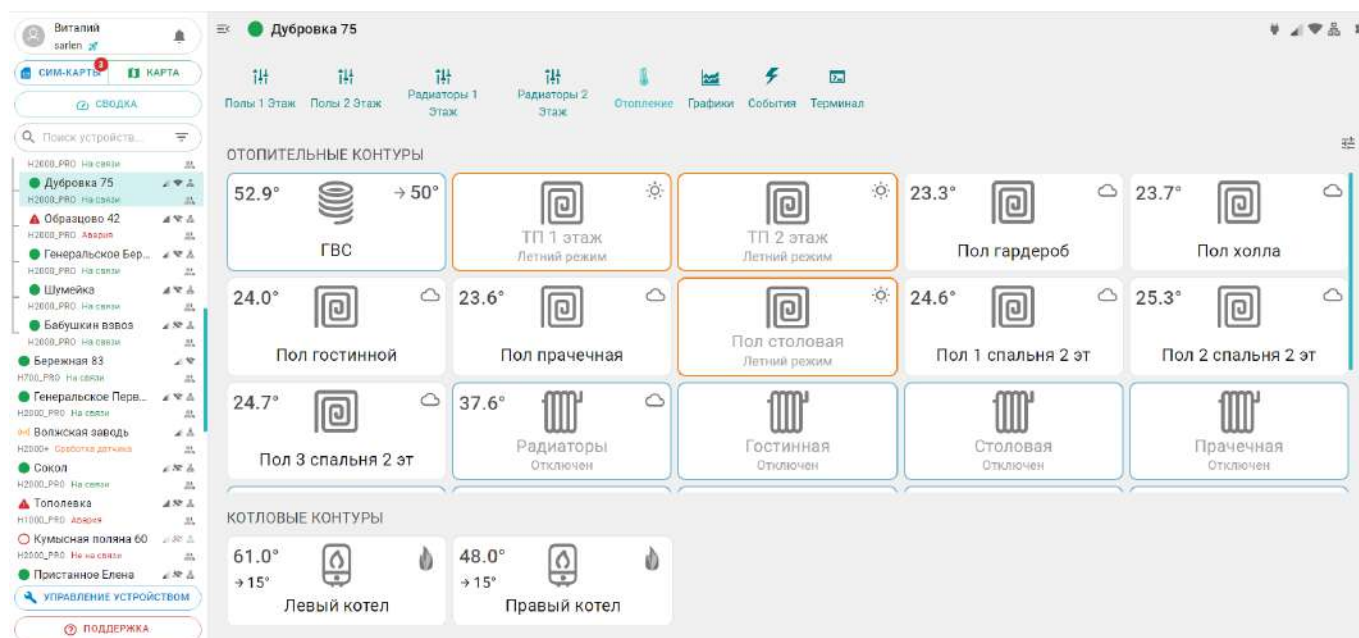 Виталий
sarlen
СИМ-КАРТЫ 3
КАРТА
СВОДКА
Поиск устройств...
H2000_PRO На связи
Дубровка 75
H2000_PRO На связи
Образцово 42
H2000_PRO Авария
Генеральское Бер...
H2000_PRO На связи
Шумейка
H2000_PRO На связи
Бабушкин взвоз
H2000_PRO На связи
Бережная 83
H700_PRO На связи
Генеральское Перв...
H2000_PRO На связи
Волжская заводь
H2000+ Сработка датчика
Сокол
H2000_PRO На связи
Тополевка
H1000_PRO Авария
Кумысная поляна 60
H2000_PRO Не на связи
Пристанное Елена
УПРАВЛЕНИЕ УСТРОЙСТВОМ
ПОДДЕРЖКА
Дубровка 75
Полы 1 Этаж
Полы 2 Этаж
Радиаторы 1 Этаж
Радиаторы 2 Этаж
Отопление
Графики
События
Терминал
ОТОПИТЕЛЬНЫЕ КОНТУРЫ
52.9° → 50°
ГВС
ТП 1 этаж
Летний режим
ТП 2 этаж
Летний режим
23.3°
Пол гардероб
23.7°
Пол холла
24.0°
Пол гостинной
23.6°
Пол прачечная
Пол столовая
Летний режим
24.6°
Пол 1 спальня 2 эт
25.3°
Пол 2 спальня 2 эт
24.7°
Пол 3 спальня 2 эт
37.6°
Радиаторы
Отключен
Гостинная
Отключен
Столовая
Отключен
Прачечная
Отключен
КОТЛОВЫЕ КОНТУРЫ
61.0°
→ 15°
Левый котел
48.0°
→ 15°
Правый котел